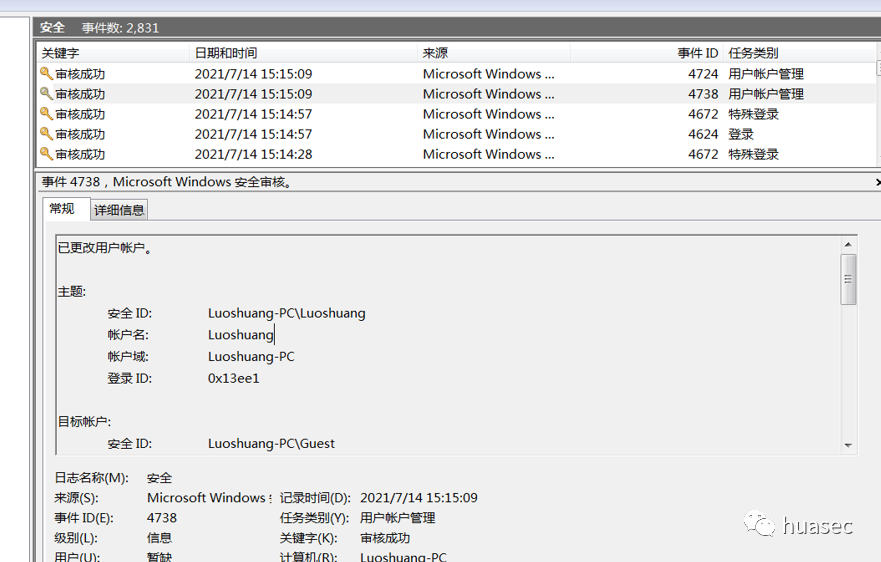 安全 事件数: 2,831
关键字 日期和时间 来源 事件 ID 任务类别
审核成功 2021/7/14 15:15:09 Microsoft Windows ... 4724 用户帐户管理
审核成功 2021/7/14 15:15:09 Microsoft Windows ... 4738 用户帐户管理
审核成功 2021/7/14 15:14:57 Microsoft Windows ... 4672 特殊登录
审核成功 2021/7/14 15:14:57 Microsoft Windows ... 4624 登录
审核成功 2021/7/14 15:14:28 Microsoft Windows ... 4672 特殊登录
事件 4738，Microsoft Windows 安全审核。
常规 详细信息
已更改用户帐户。
主题:
安全 ID: Luoshuang-PC\Luoshuang
帐户名: Luoshuang
帐户域: Luoshuang-PC
登录 ID: 0x13ee1
目标帐户:
安全 ID: Luoshuang-PC\Guest
日志名称(M): 安全
来源(S): Microsoft Windows 记录时间(D): 2021/7/14 15:15:09
事件 ID(E): 4738 任务类别(Y): 用户帐户管理
级别(L): 信息 关键字(K): 审核成功
用户(U): 暂缺 计算机(R): Luoshuang-PC
huasec